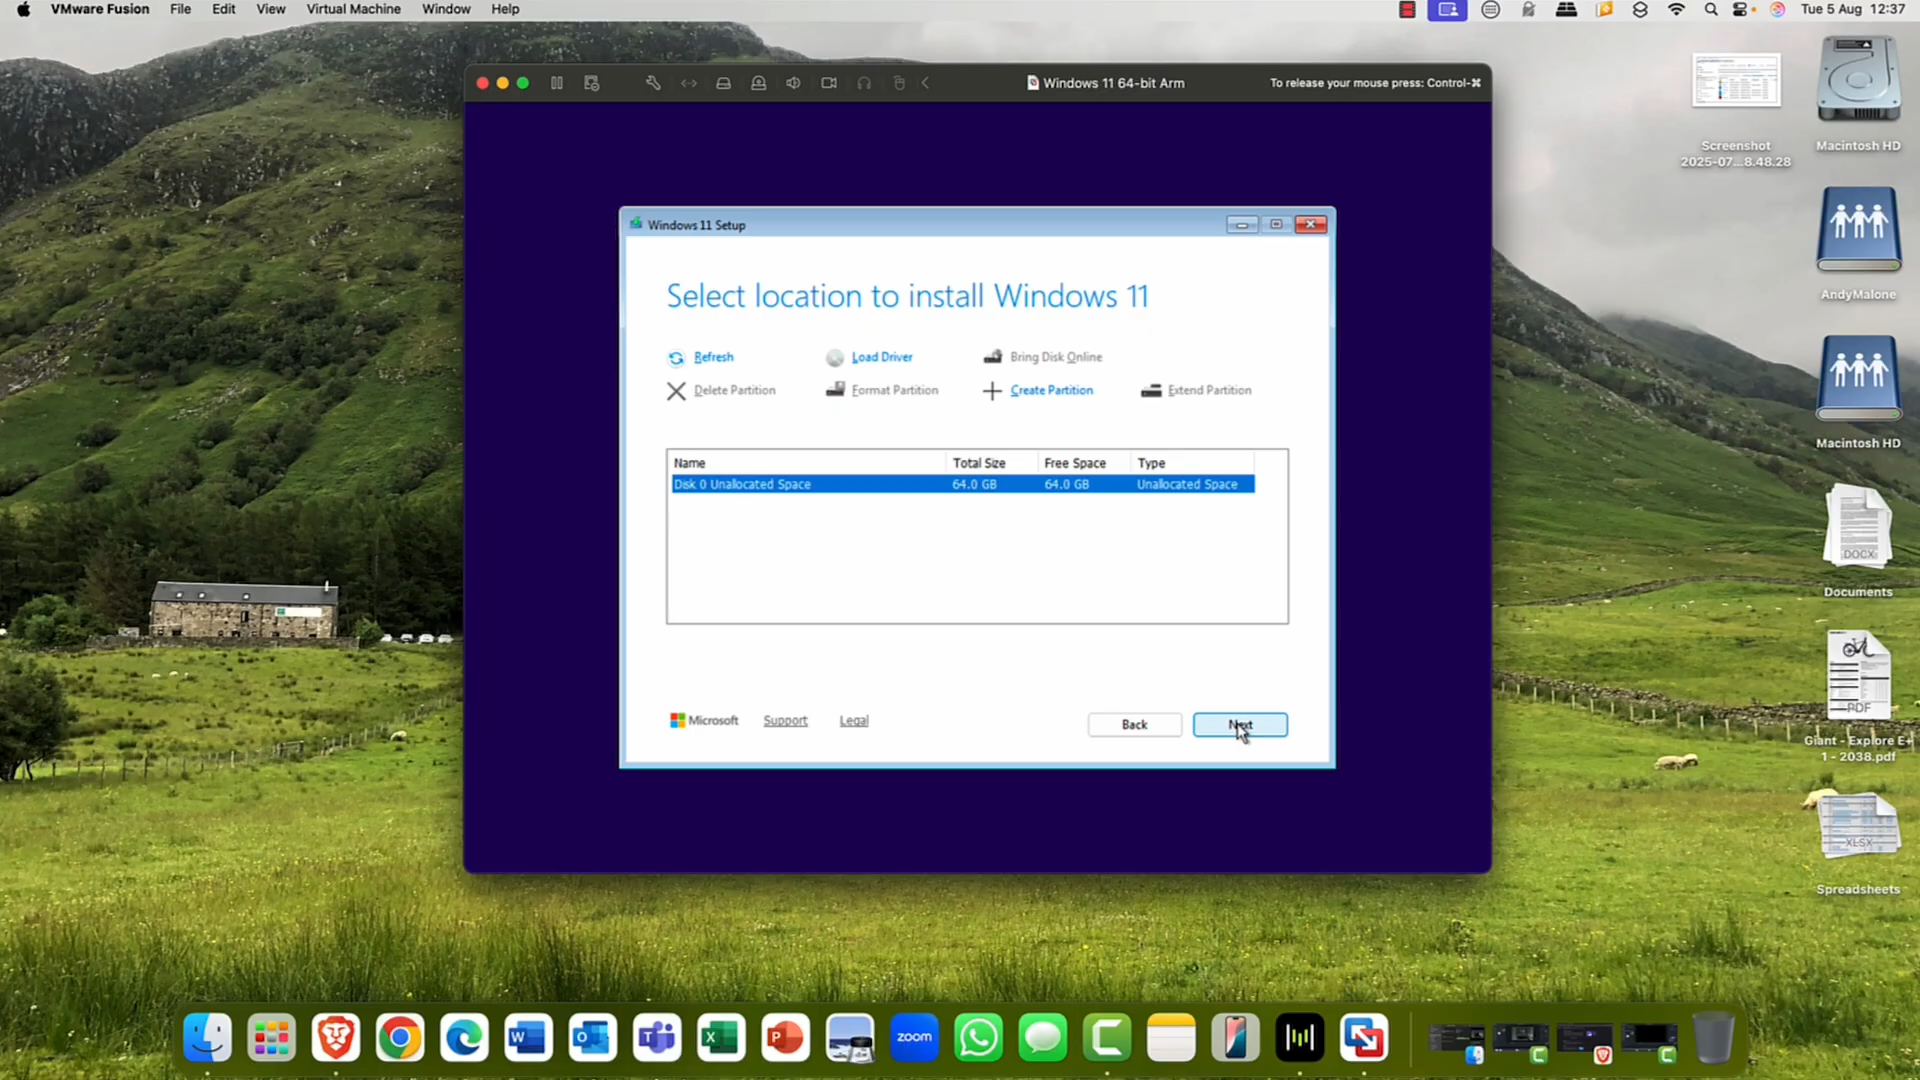 VMware Fusion File Edit View Virtual Machine Window Help Tue 5 Aug 12:37
Windows 11 64-bit Arm To release your mouse press: Control-⌘
Windows 11 Setup
Select location to install Windows 11
Refresh Load Driver Bring Disk Online
Delete Partition Format Partition Create Partition Extend Partition
Name Total Size Free Space Type
Disk 0 Unallocated Space 64.0 GB 64.0 GB Unallocated Space
Microsoft Support Legal Back Next
Screenshot
2025-07...8.48.28
Macintosh HD
AndyMalone
Macintosh HD
DOCX
Documents
PDF
Giant - Explore E+
1 - 2038.pdf
XLSX
Spreadsheets
W O T X P zoom